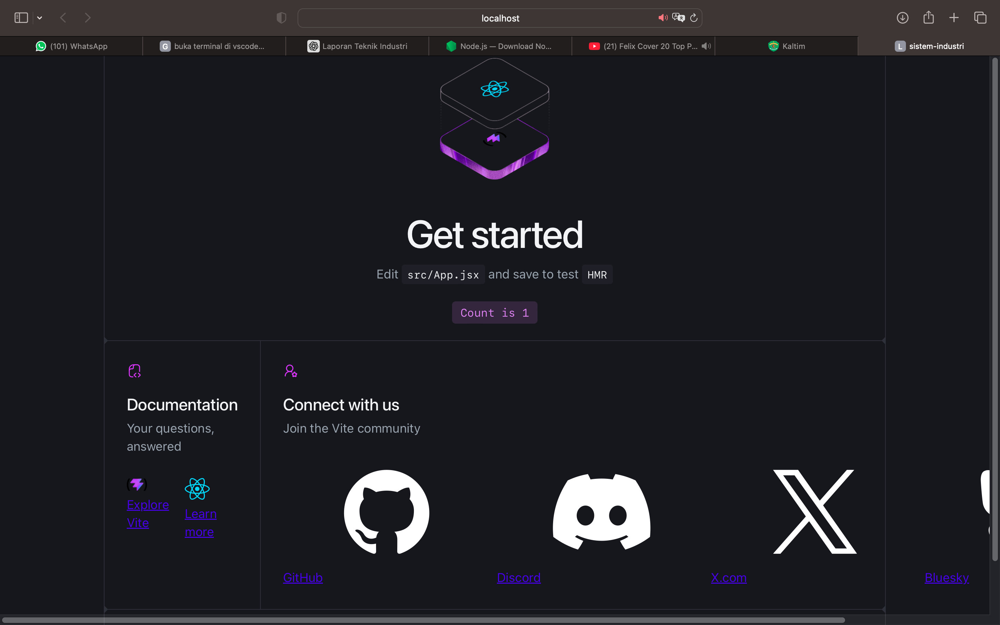 localhost
(101) WhatsApp
G buka terminal di vscode...
Laporan Teknik Industri
Node.js — Download No...
(21) Felix Cover 20 Top P...
Kaltim
L sistem-industri
Get started
Edit src/App.jsx and save to test HMR
Count is 1
Documentation
Your questions,
answered
Explore
Vite
Learn
more
Connect with us
Join the Vite community
GitHub
Discord
X.com
Bluesky